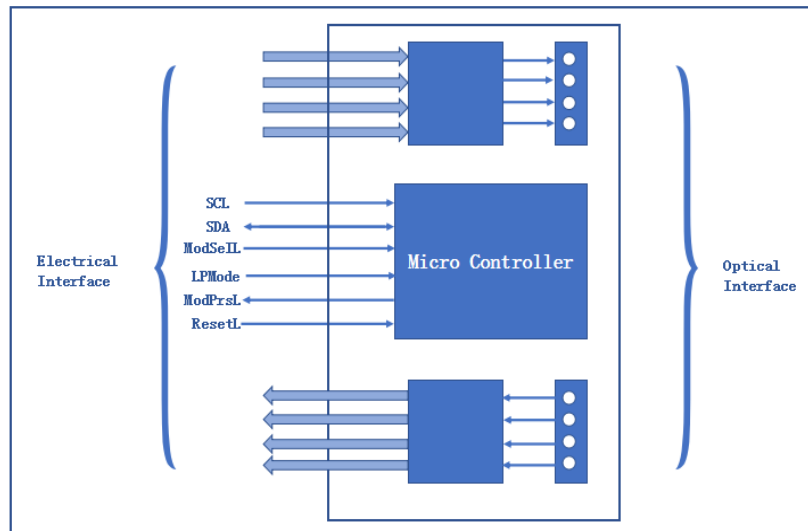 SCL
SDA
ModSelL
LPMode
ModPrsL
ResetL
Electrical
Interface
Micro Controller
Optical
Interface